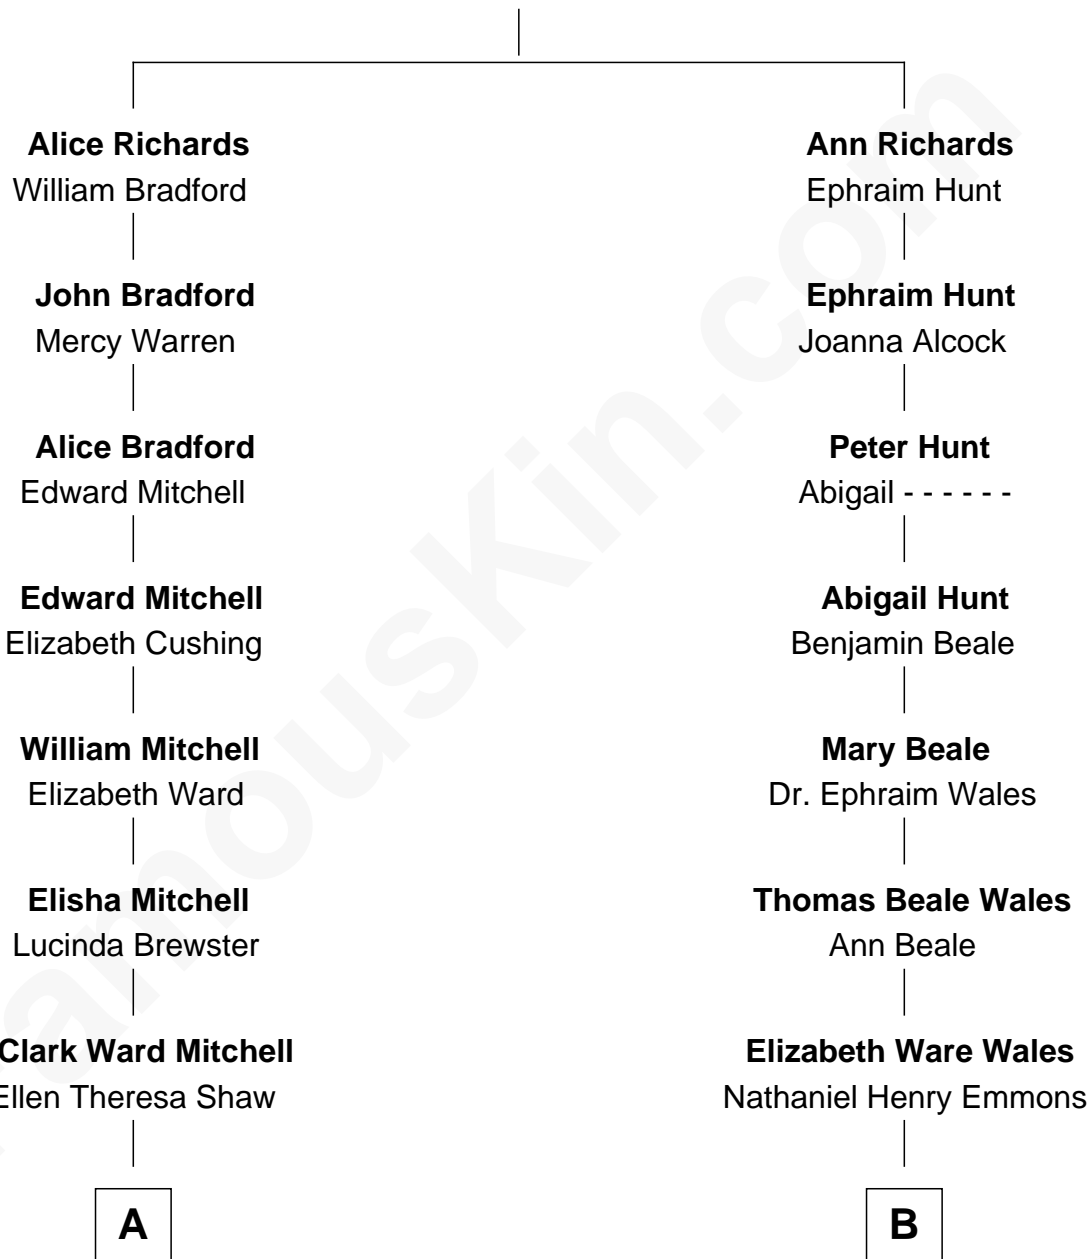 Alice Richards
William Bradford
John Bradford
Mercy Warren
Alice Bradford
Edward Mitchell
Edward Mitchell
Elizabeth Cushing
William Mitchell
Elizabeth Ward
Elisha Mitchell
Lucinda Brewster
Clark Ward Mitchell
Ellen Theresa Shaw
A
Ann Richards
Ephraim Hunt
Ephraim Hunt
Joanna Alcock
Peter Hunt
Abigail - - - - - -
Abigail Hunt
Benjamin Beale
Mary Beale
Dr. Ephraim Wales
Thomas Beale Wales
Ann Beale
Elizabeth Ware Wales
Nathaniel Henry Emmons
B
famouskin.com